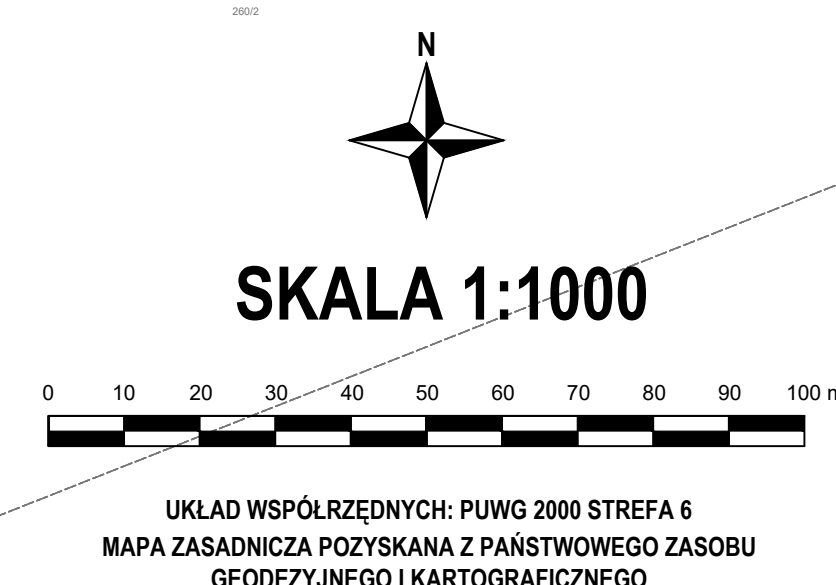 260/2
N
SKALA 1:1000
0 10 20 30 40 50 60 70 80 90 100 m
UKŁAD WSPÓŁRZĘDNYCH: PUWG 2000 STREFA 6
MAPA ZASADNICZA POZYSKANA Z PAŃSTWOWEGO ZASOBU
GEODEZYJNEGO I KARTOGRAFICZNEGO